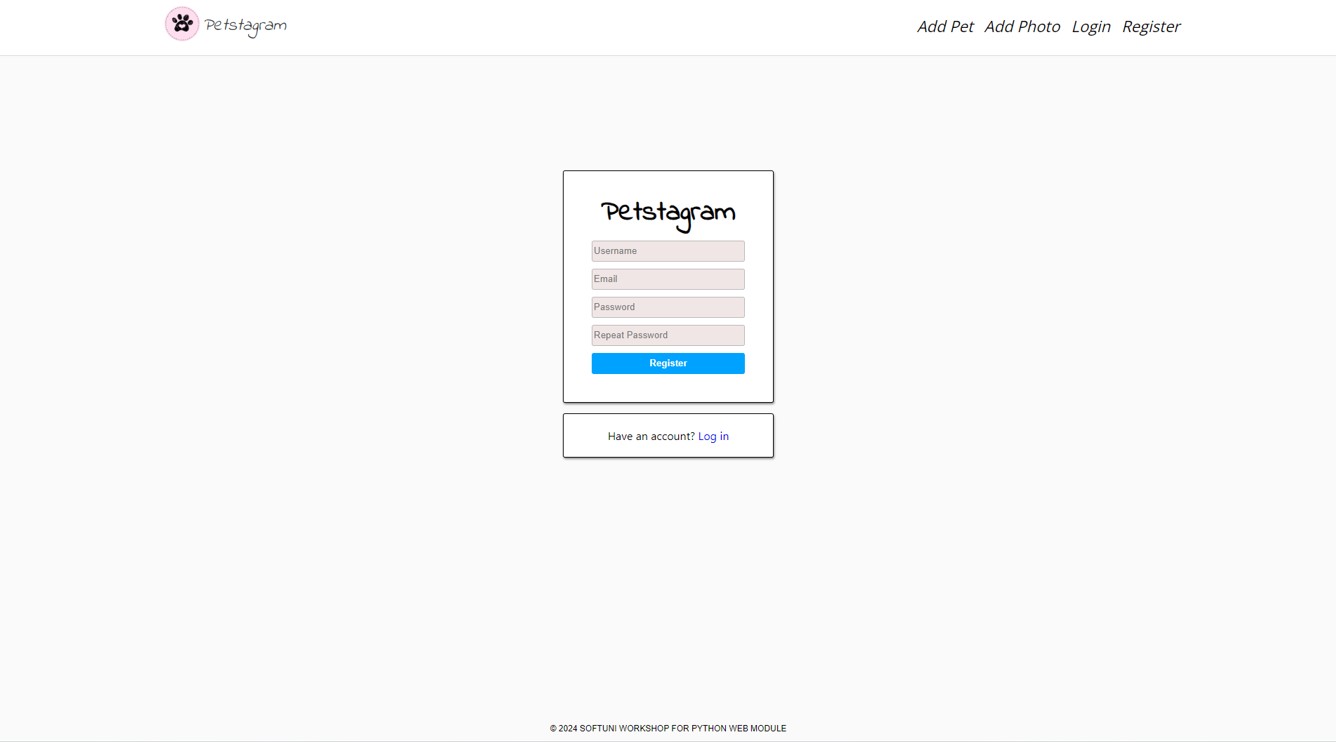 Petstagram
Add Pet Add Photo Login Register
Petstagram
Username
Email
Password
Repeat Password
Register
Have an account? Log in
© 2024 SOFTUNI WORKSHOP FOR PYTHON WEB MODULE